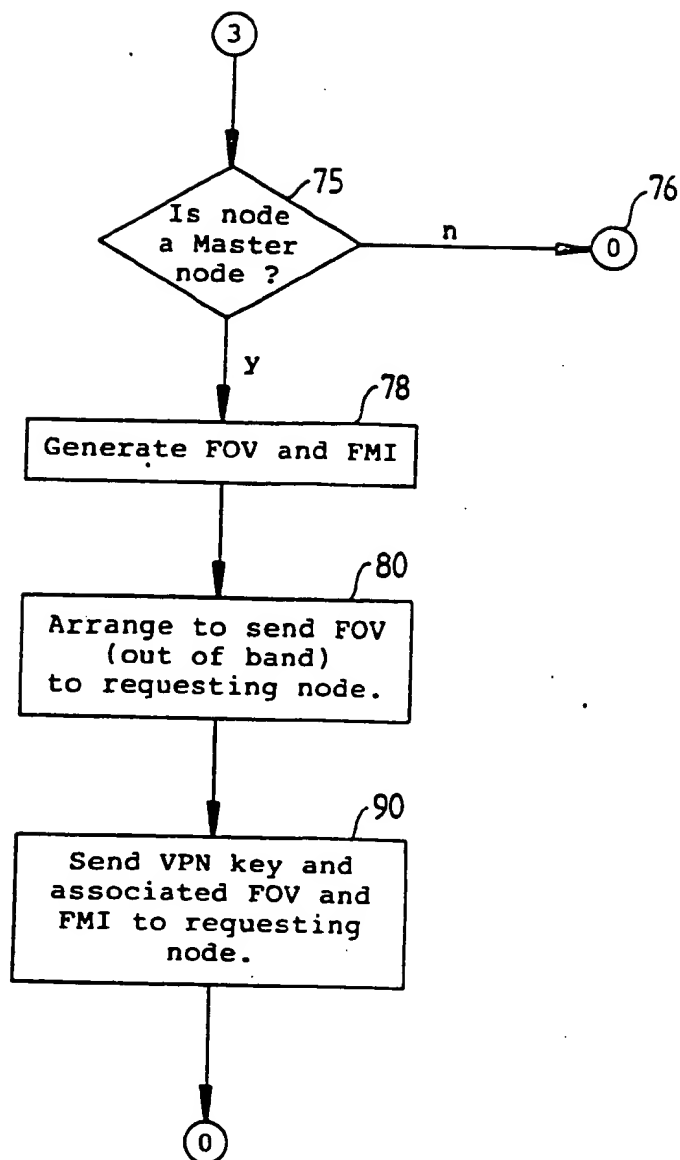 3
75
Is node
a Master
node ?
n
76
0
y
78
Generate FOV and FMI
80
Arrange to send FOV
(out of band)
to requesting node.
90
Send VPN key and
associated FOV and
FMI to requesting
node.
0